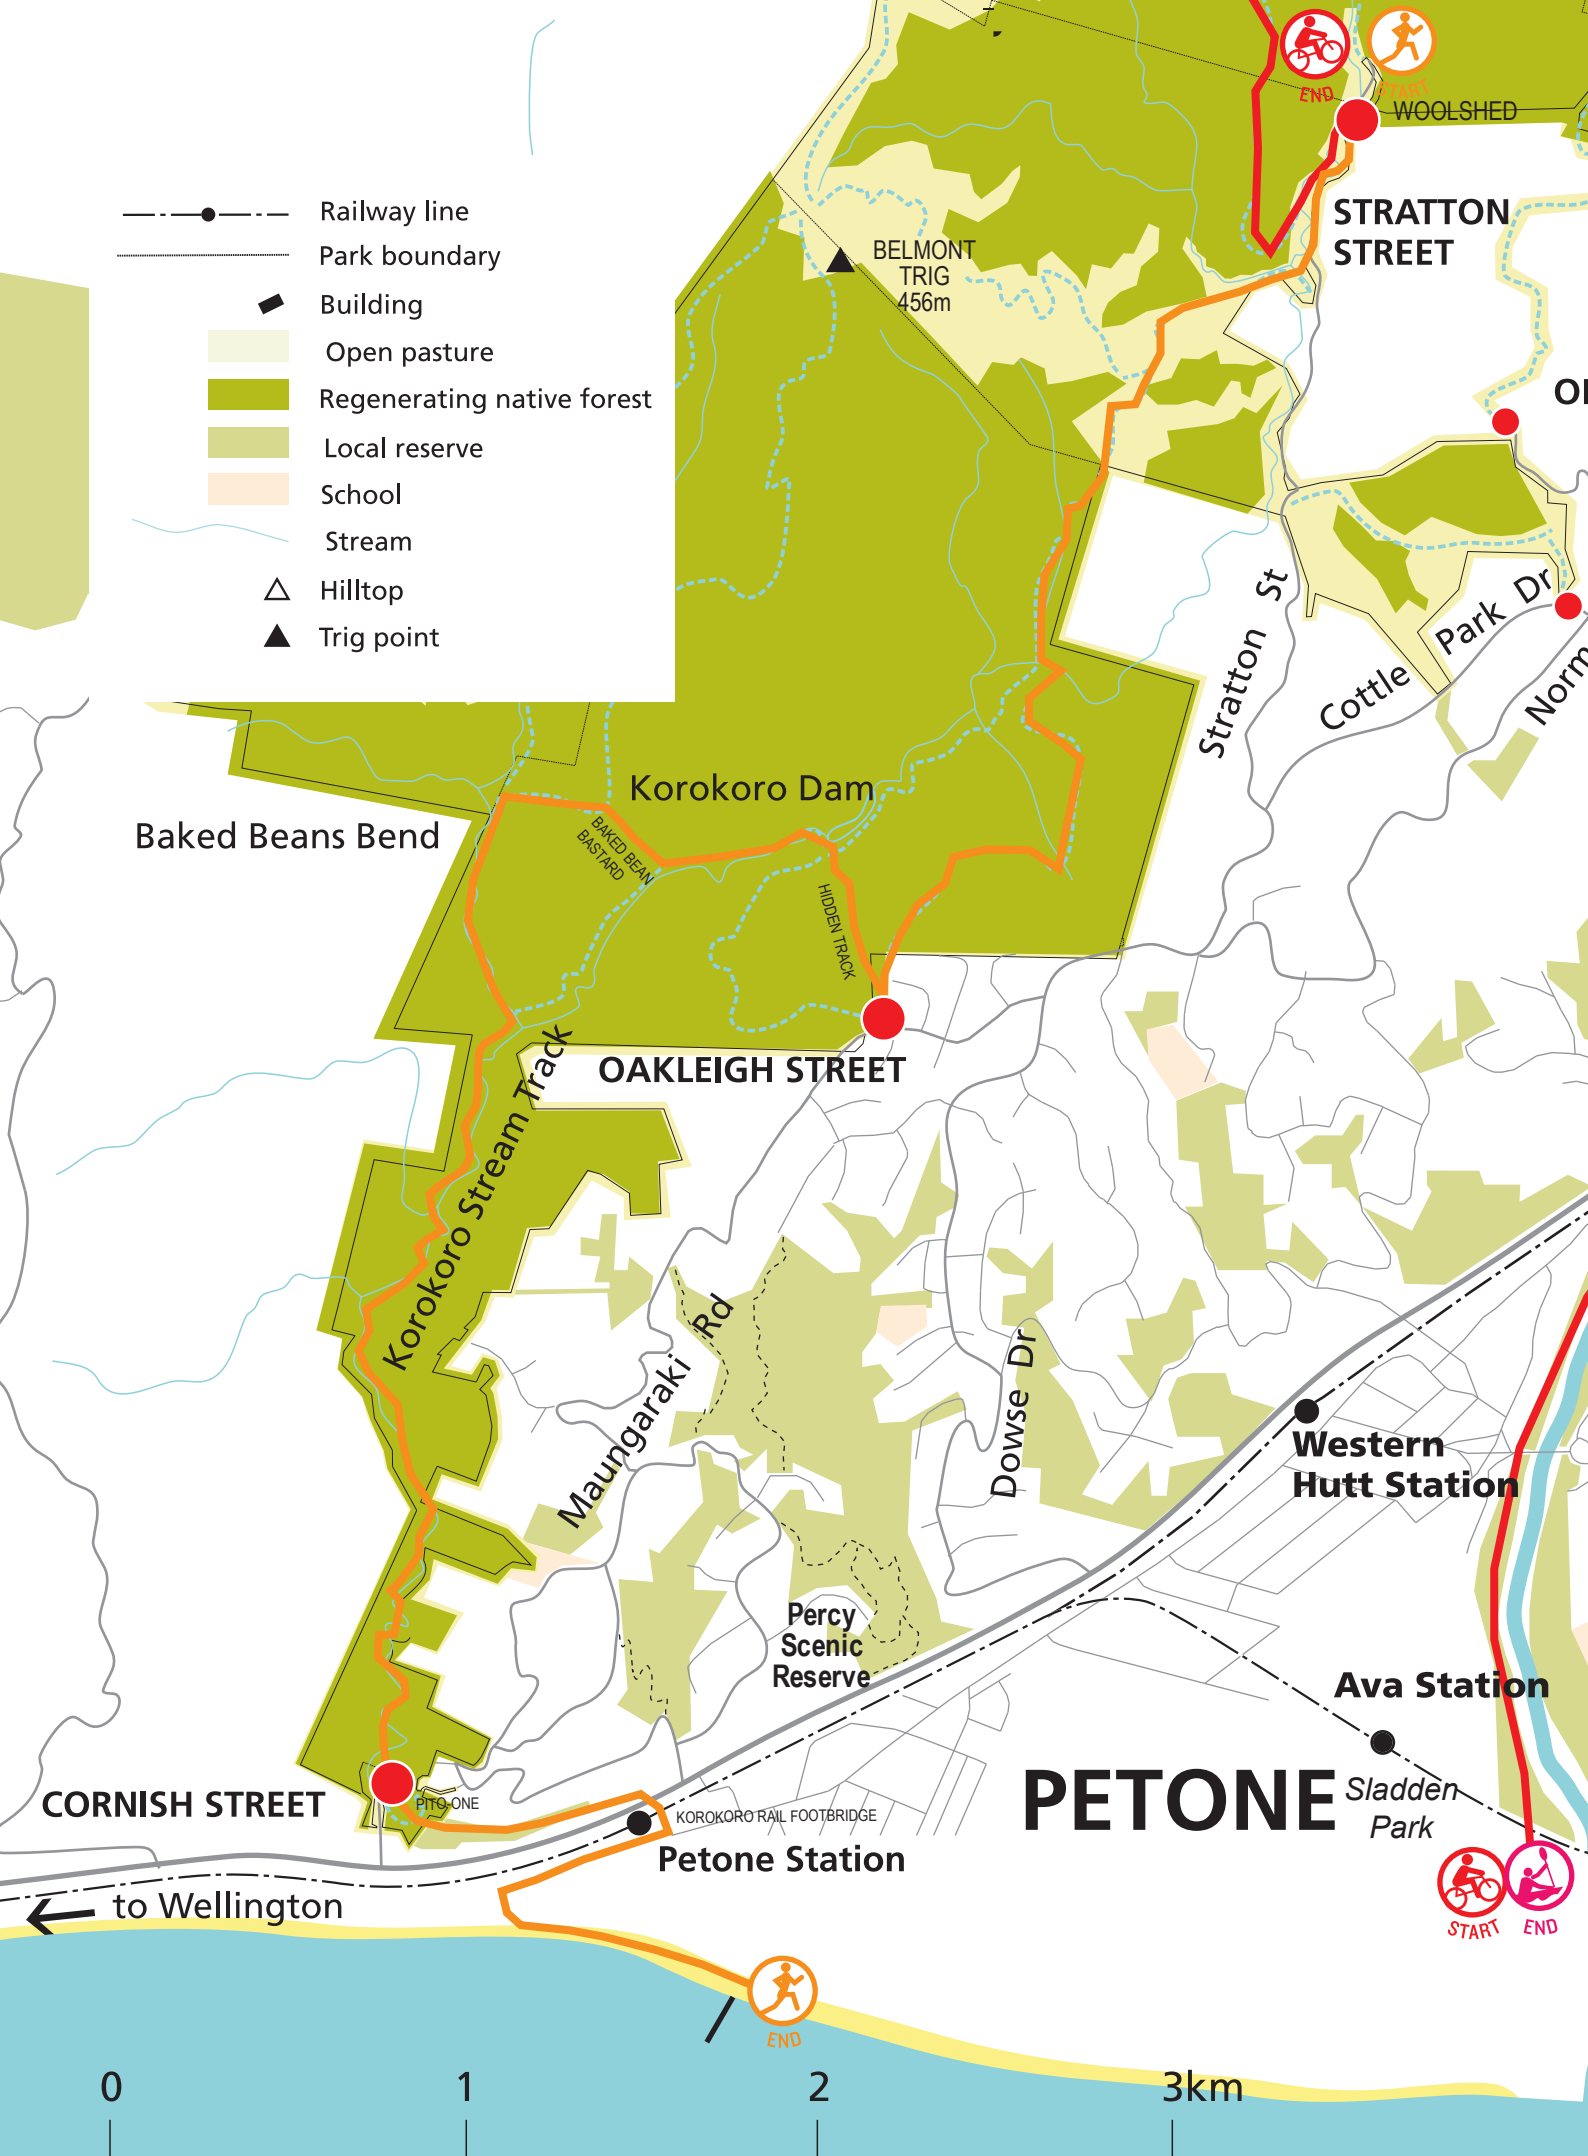 END
START
WOOLSHED
STRATTON
STREET
Railway line
Park boundary
Building
Open pasture
Regenerating native forest
Local reserve
School
Stream
Hilltop
Trig point
BELMONT
TRIG
456m
Stratton St
Cottle Park Dr
Korokoro Dam
Baked Beans Bend
BAKED BEAN
BASTARD
HIDDEN TRACK
OAKLEIGH STREET
Korokoro Stream Track
Maungaraki Rd
Dowse Dr
Western
Hutt Station
Percy
Scenic
Reserve
Ava Station
PETONE
Sladden
Park
CORNISH STREET
PITO-ONE
KOROKORO RAIL FOOTBRIDGE
Petone Station
to Wellington
START
END
END
0 1 2 3km